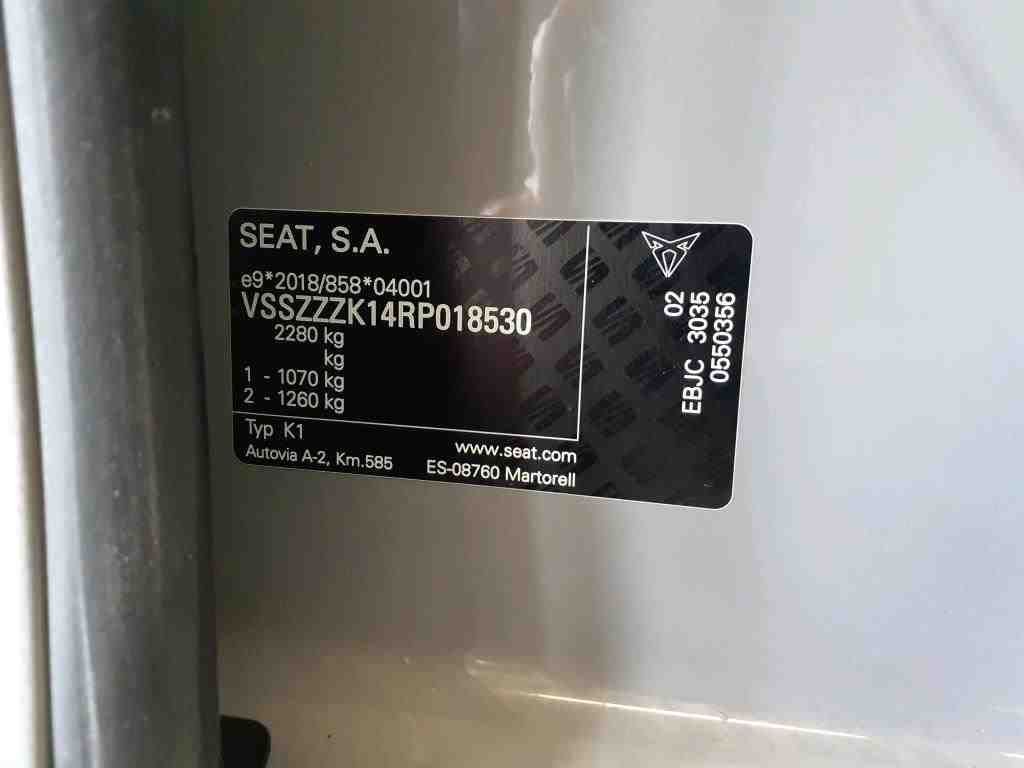 SEAT, S.A.
e9*2018/858*04001
VSSZZZK14RP018530
2280 kg
kg
1 - 1070 kg
2 - 1260 kg
Typ K1
www.seat.com
Autovia A-2, Km.585 ES-08760 Martorell
02
EBJC 3035
0550356